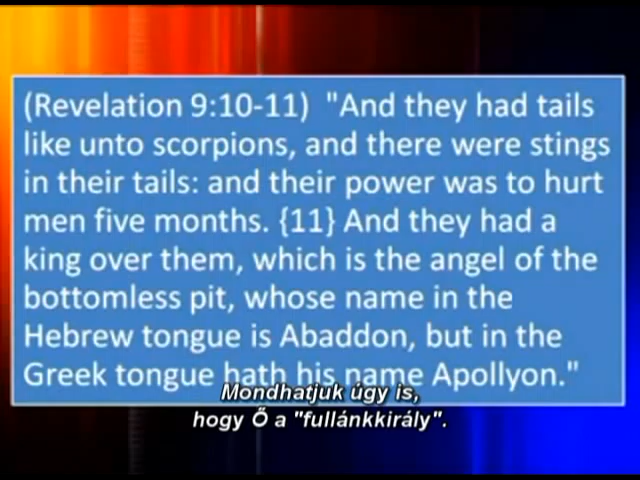 (Revelation 9:10-11)  "And they had tails
like unto scorpions, and there were stings
in their tails: and their power was to hurt
men five months. {11} And they had a
king over them, which is the angel of the
bottomless pit, whose name in the
Hebrew tongue is Abaddon, but in the
Greek tongue hath his name Apollyon."
Mondhatjuk úgy is,
hogy Ő a "fullánkkirály".